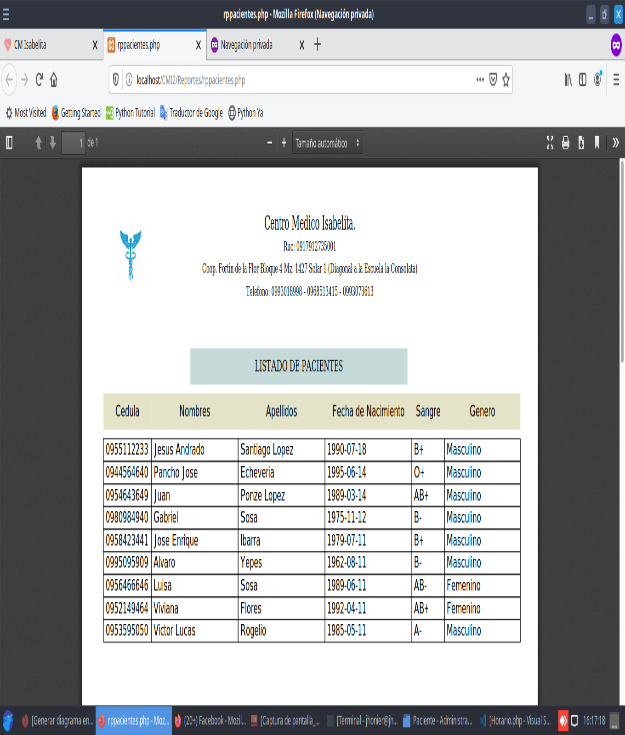 rppacientes.php - Mozilla Firefox (Navegación privada)
CM Isabelita rppacientes.php Navegación privada
localhost/CM12/Reportes/rppacientes.php
Most Visited Getting Started Python Tutorial Traductor de Google Python Ya
1 de 1 Tamaño automático
Centro Medico Isabelita.
Ruc: 0917912735001
Coop. Fortin de la Flor Bloque 4 Mz. 1427 Solar 1 (Diagonal a la Escuela la Consolata)
Telefono: 0993018998 - 0968513415 - 0993073613
LISTADO DE PACIENTES
Cedula Nombres Apellidos Fecha de Nacimiento Sangre Genero
0955112233 Jesus Andrado Santiago Lopez 1990-07-18 B+ Masculino
0944564640 Pancho Jose Echeveria 1995-06-14 O+ Masculino
0954643649 Juan Ponze Lopez 1989-03-14 AB+ Masculino
0980984940 Gabriel Sosa 1975-11-12 B- Masculino
0958423441 Jose Enrique Ibarra 1979-07-11 B+ Masculino
0995095909 Alvaro Yepes 1962-08-11 B- Masculino
0956466646 Luisa Sosa 1989-06-11 AB- Femenino
0952149464 Viviana Flores 1992-04-11 AB+ Femenino
0953595050 Victor Lucas Rogelio 1985-05-11 A- Masculino
[Generar diagrama en... rppacientes.php - Moz... (20+) Facebook - Mozil... [Captura de pantalla_... [Terminal - jhonier@jh... Paciente - Administra... [Horario.php - Visual S... 16:17:18